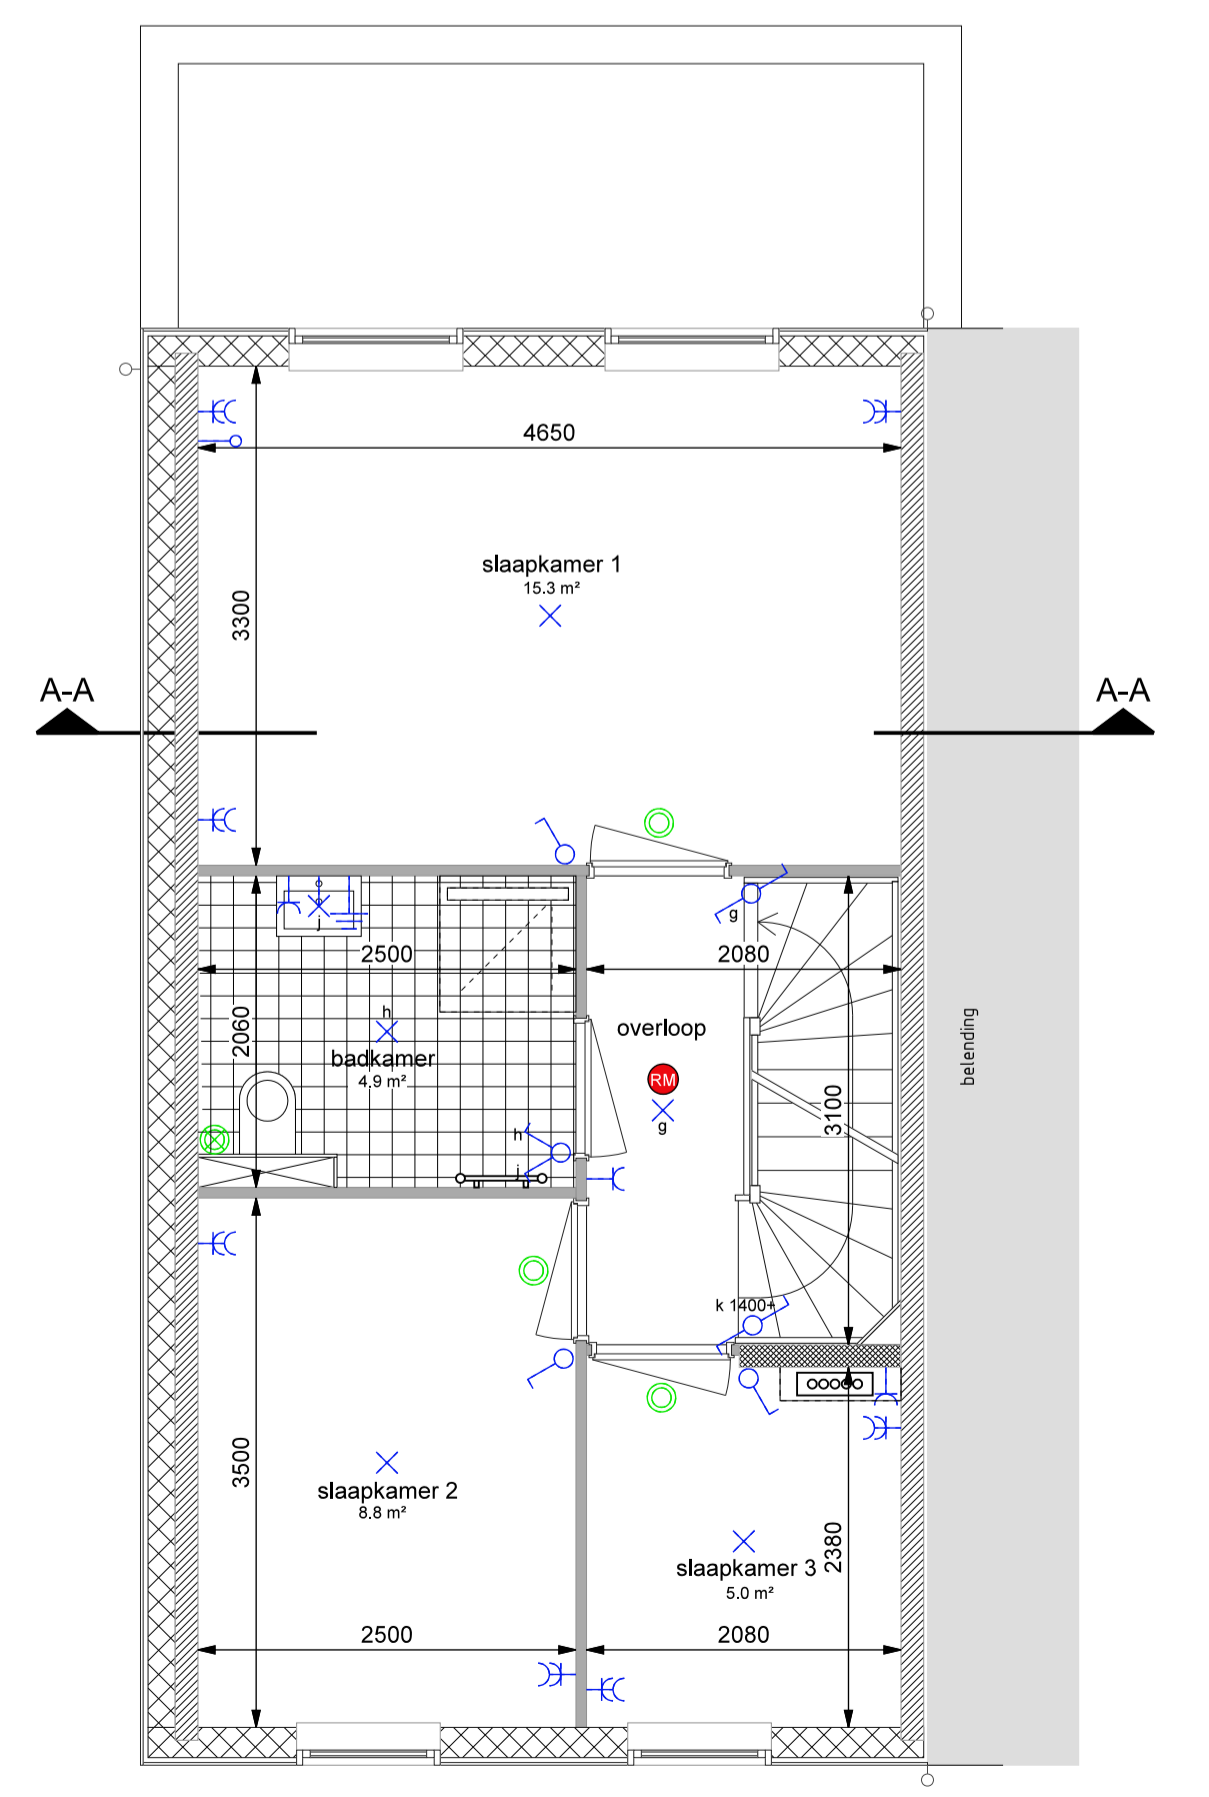 4650
slaapkamer 1
15.3 m²
3300
A-A
A-A
g
j
2500
2080
h
2060
badkamer
4.9 m²
overloop
RM
g
3100
belending
h
j
k 1400+
3500
slaapkamer 2
8.8 m²
slaapkamer 3
5.0 m²
2380
2500
2080